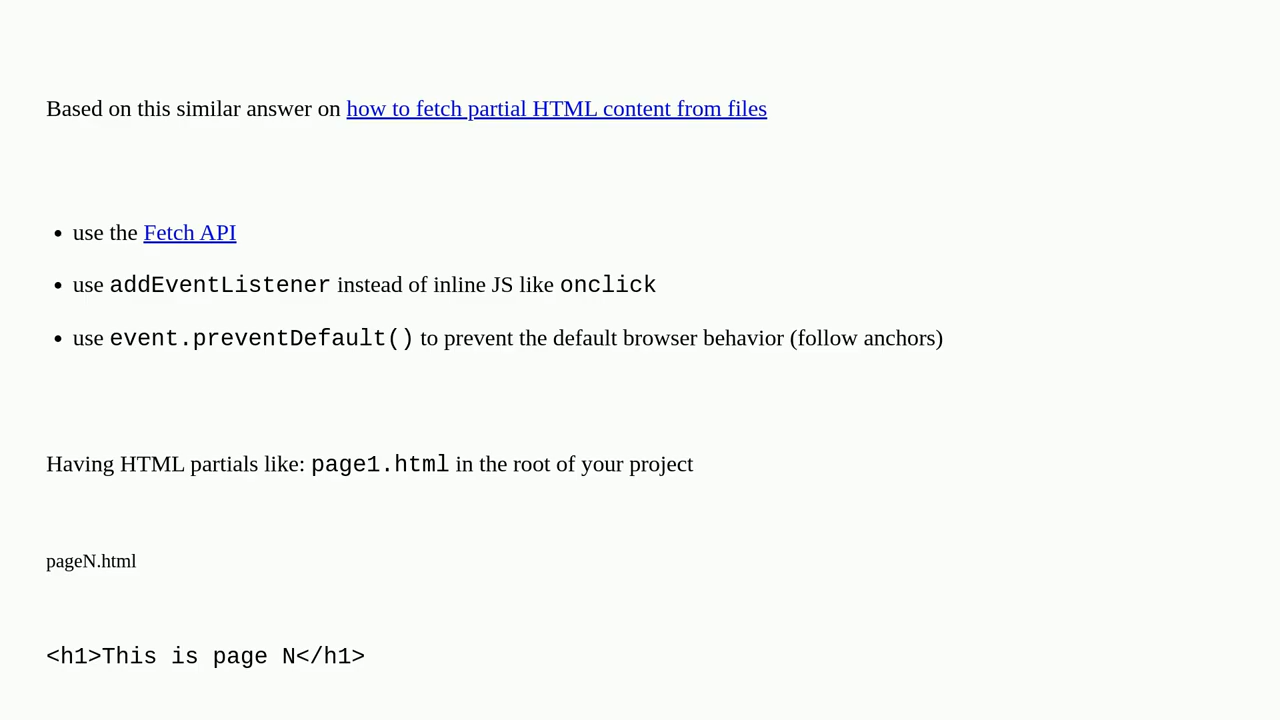 Based on this similar answer on how to fetch partial HTML content from files
• use the Fetch API
• use addEventListener instead of inline JS like onclick
• use event.preventDefault() to prevent the default browser behavior (follow anchors)
Having HTML partials like: page1.html in the root of your project
pageN.html
<h1>This is page N</h1>